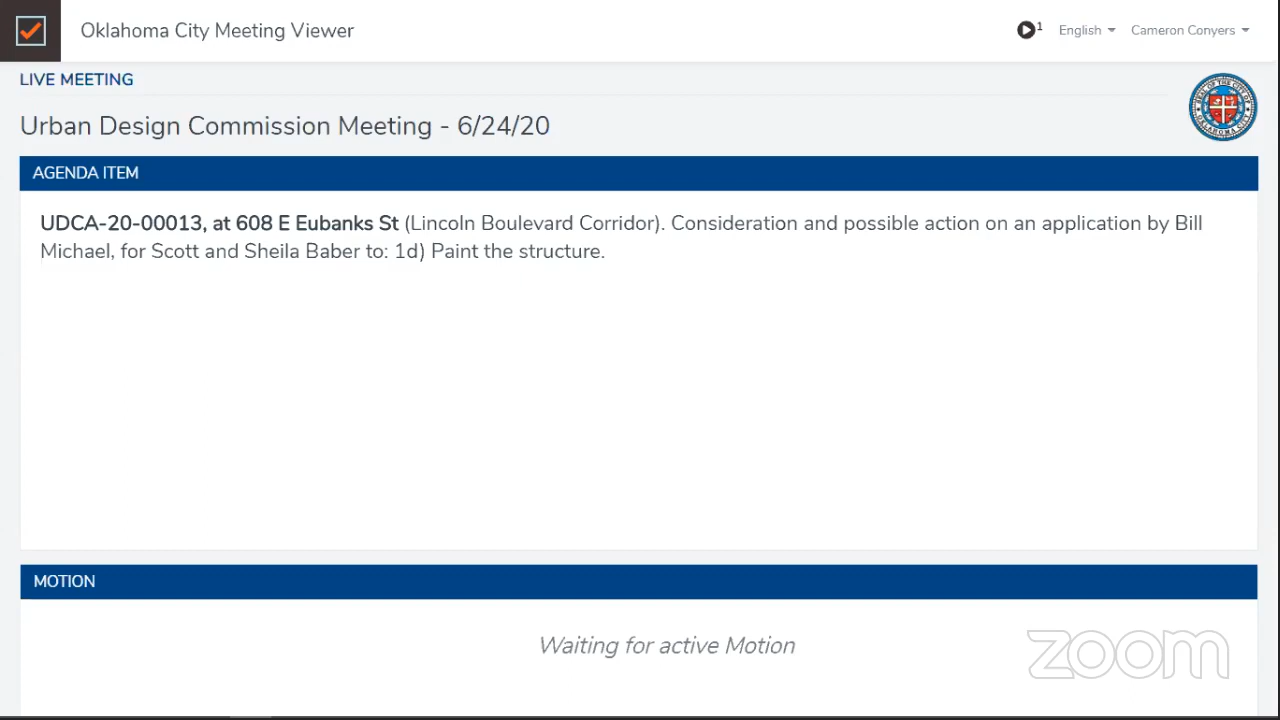 Oklahoma City Meeting Viewer
1
English
Cameron Conyers
LIVE MEETING
Urban Design Commission Meeting - 6/24/20
AGENDA ITEM
UDCA-20-00013, at 608 E Eubanks St (Lincoln Boulevard Corridor). Consideration and possible action on an application by Bill
Michael, for Scott and Sheila Baber to: 1d) Paint the structure.
MOTION
Waiting for active Motion
zoom